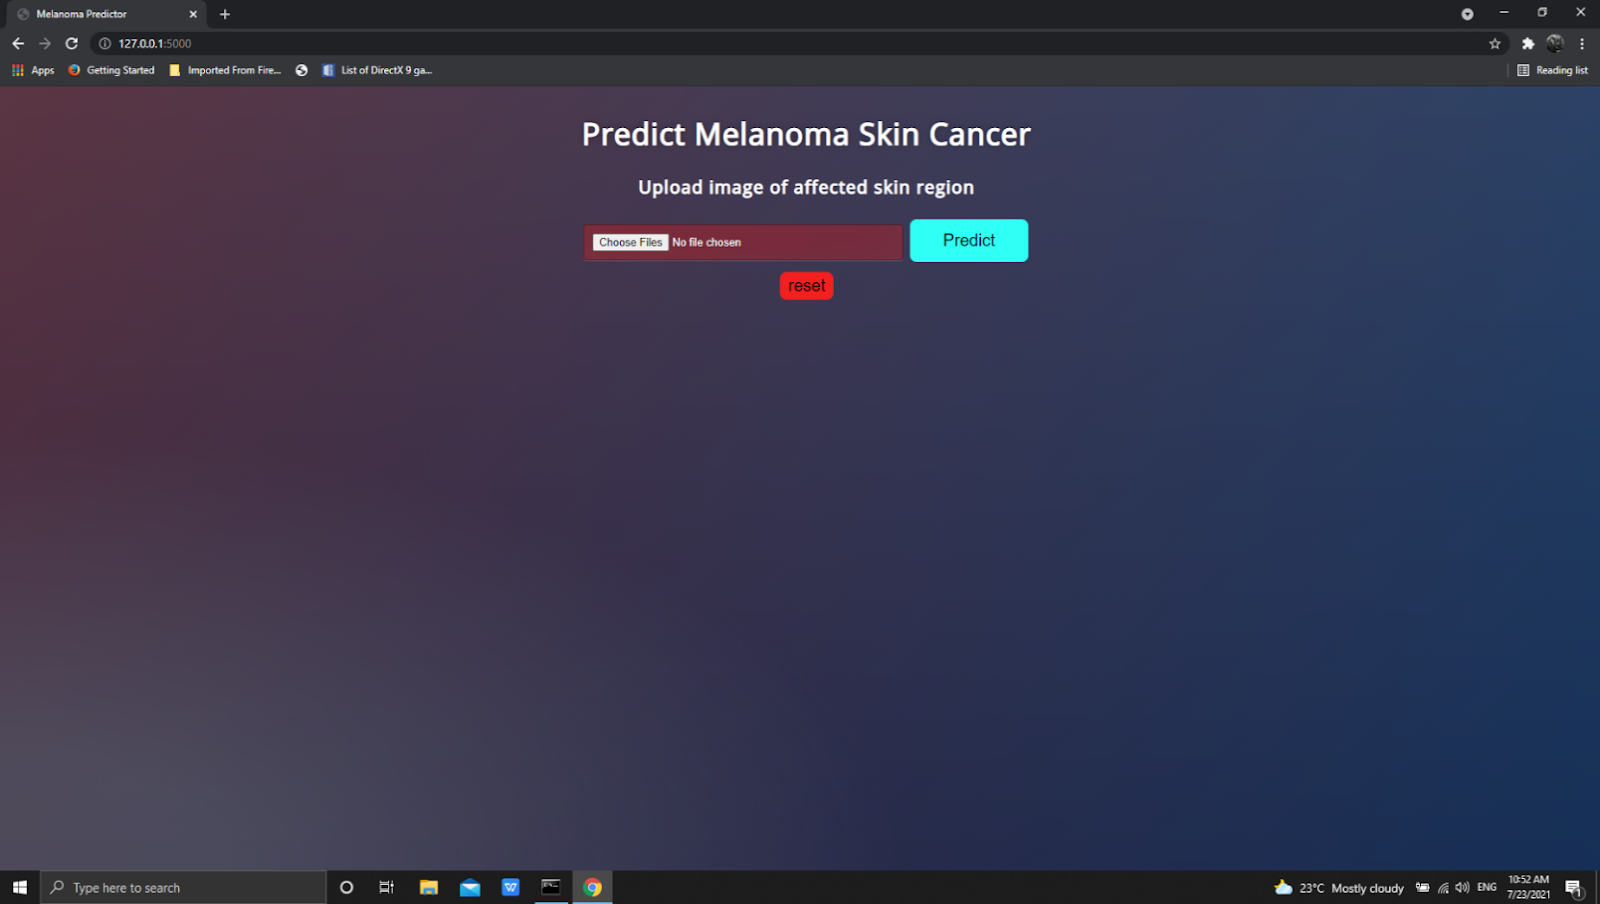 Melanoma Predictor
127.0.0.1:5000
Apps Getting Started Imported From Fire... List of DirectX 9 ga... Reading list
Predict Melanoma Skin Cancer
Upload image of affected skin region
Choose Files No file chosen Predict
reset
Type here to search
23°C Mostly cloudy ENG
10:52 AM
7/23/2021
1